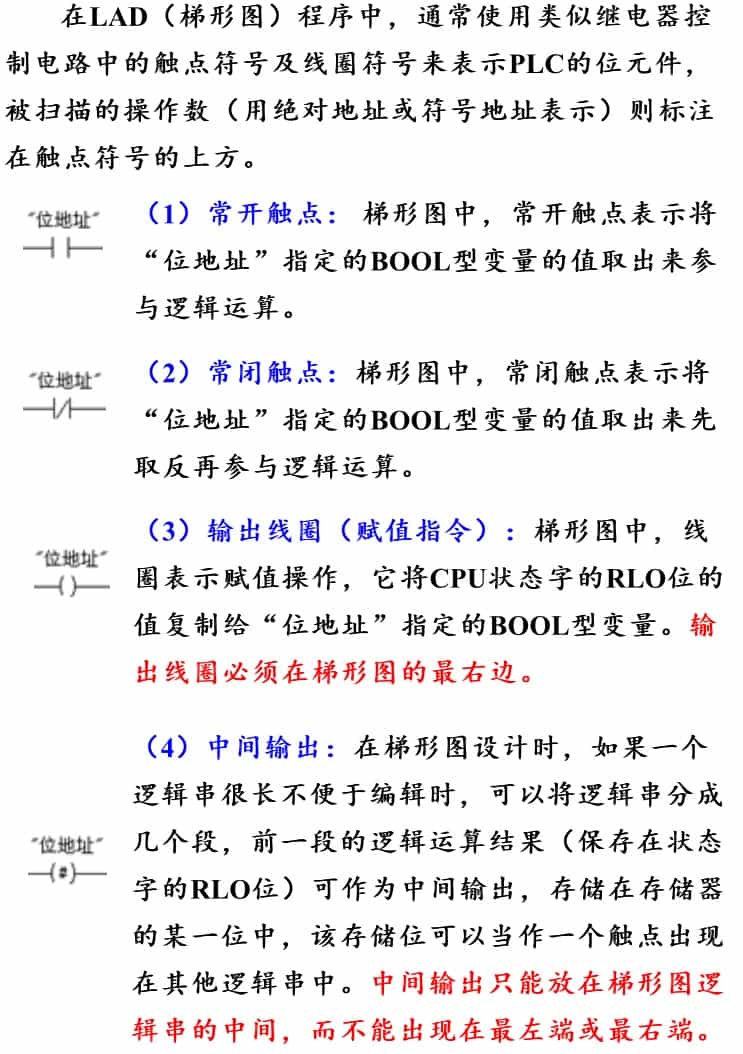 在LAD（梯形图）程序中，通常使用类似继电器控
制电路中的触点符号及线圈符号来表示PLC的位元件，
被扫描的操作数（用绝对地址或符号地址表示）则标注
在触点符号的上方。
"位地址"
（1）常开触点：梯形图中，常开触点表示将
“位地址”指定的BOOL型变量的值取出来参
与逻辑运算。
"位地址"
（2）常闭触点：梯形图中，常闭触点表示将
“位地址”指定的BOOL型变量的值取出来先
取反再参与逻辑运算。
"位地址"
（3）输出线圈（赋值指令）：梯形图中，线
圈表示赋值操作，它将CPU状态字的RLO位的
值复制给“位地址”指定的BOOL型变量。输
出线圈必须在梯形图的最右边。
"位地址"
(#)
（4）中间输出：在梯形图设计时，如果一个
逻辑串很长不便于编辑时，可以将逻辑串分成
几个段，前一段的逻辑运算结果（保存在状态
字的RLO位）可作为中间输出，存储在存储器
的某一位中，该存储位可以当作一个触点出现
在其他逻辑串中。中间输出只能放在梯形图逻
辑串的中间，而不能出现在最左端或最右端。